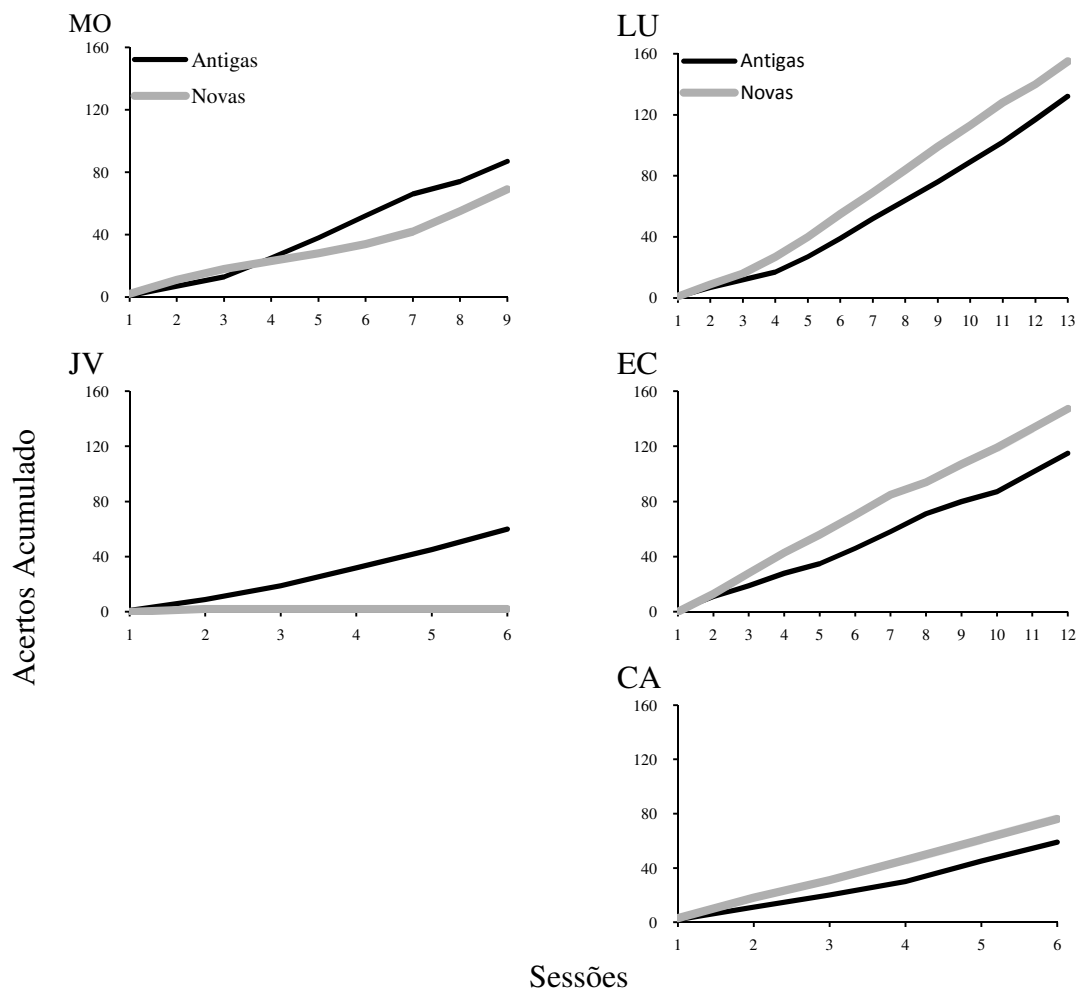 MO
160
120
80
40
0
Antigas
Novas
1 2 3 4 5 6 7 8 9
LU
160
120
80
40
0
Antigas
Novas
1 2 3 4 5 6 7 8 9 10 11 12 13
JV
160
120
80
40
0
1 2 3 4 5 6
EC
160
120
80
40
0
1 2 3 4 5 6 7 8 9 10 11 12
CA
160
120
80
40
0
1 2 3 4 5 6
Acertos Acumulado
Sessões